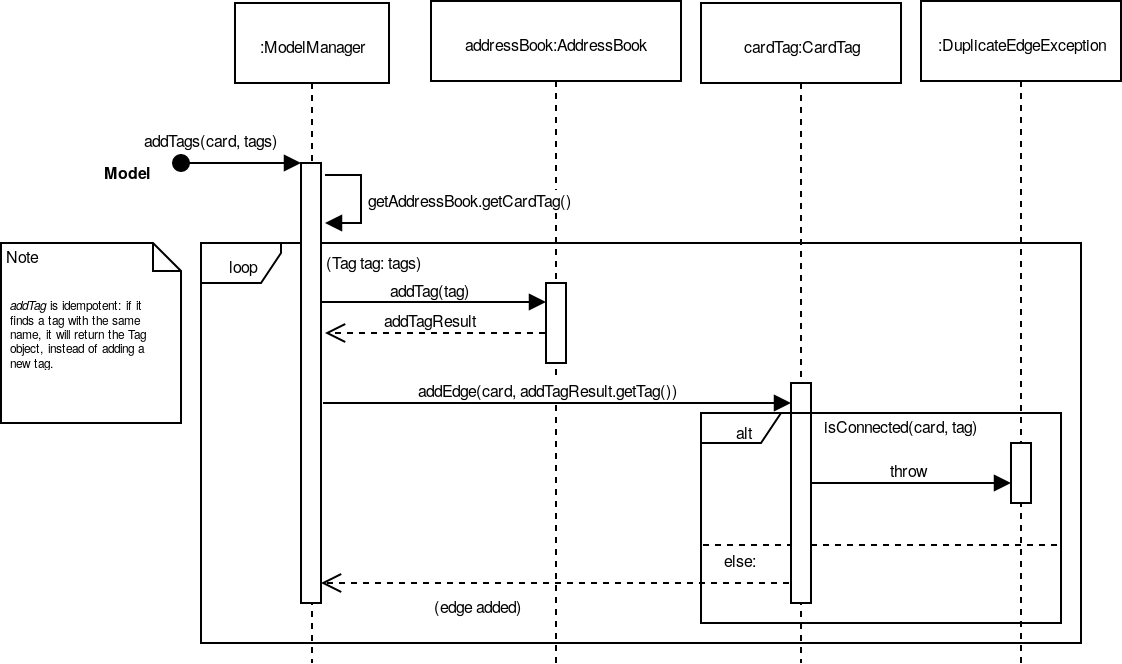 :ModelManager
addressBook:AddressBook
cardTag:CardTag
:DuplicateEdgeException
addTags(card, tags)
Model
getAddressBook.getCardTag()
Note
loop
(Tag tag: tags)
addTag is idempotent: if it
finds a tag with the same
name, it will return the Tag
object, instead of adding a
new tag.
addTag(tag)
addTagResult
addEdge(card, addTagResult.getTag())
alt
isConnected(card, tag)
throw
else:
(edge added)